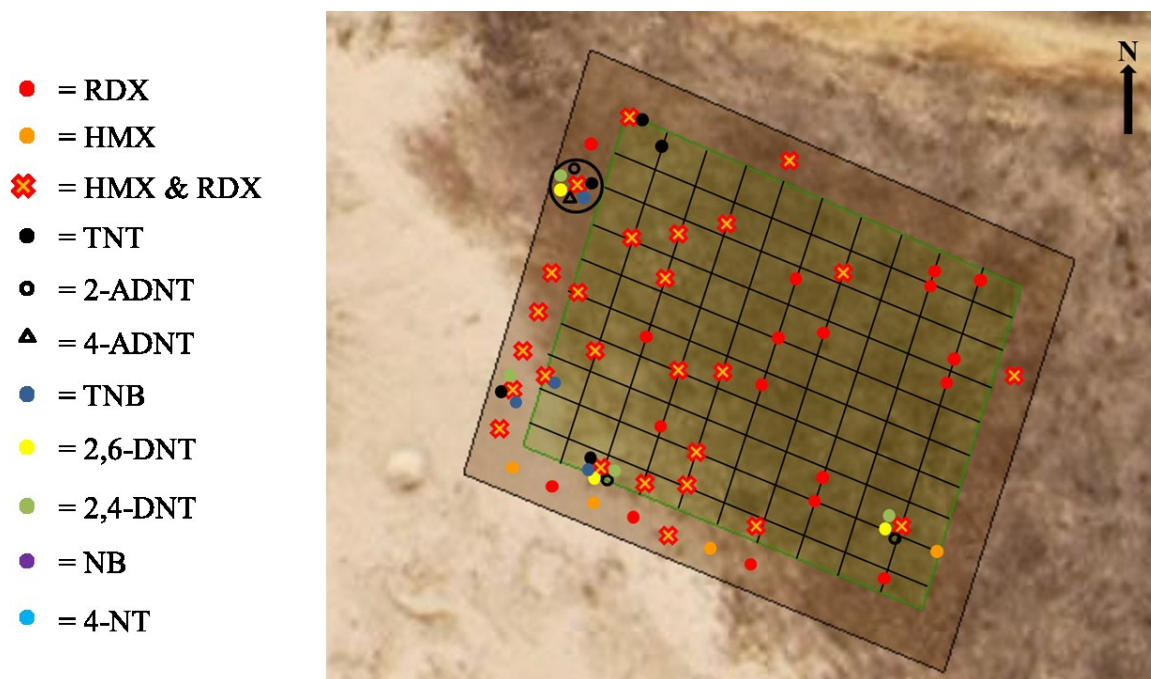 = RDX
= HMX
= HMX & RDX
= TNT
= 2-ADNT
= 4-ADNT
= TNB
= 2,6-DNT
= 2,4-DNT
= NB
= 4-NT
N